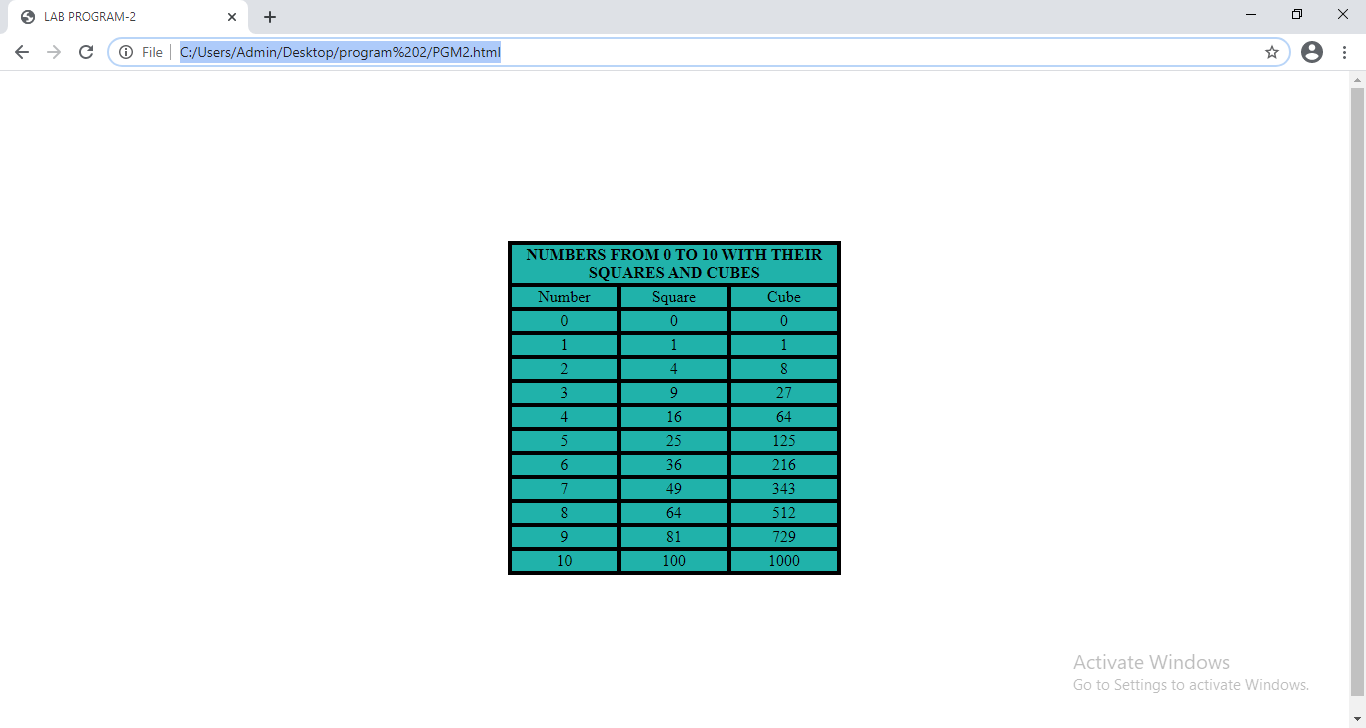 LAB PROGRAM-2
File C:/Users/Admin/Desktop/program%202/PGM2.html
NUMBERS FROM 0 TO 10 WITH THEIR
SQUARES AND CUBES
Number Square Cube
0 0 0
1 1 1
2 4 8
3 9 27
4 16 64
5 25 125
6 36 216
7 49 343
8 64 512
9 81 729
10 100 1000
Activate Windows
Go to Settings to activate Windows.